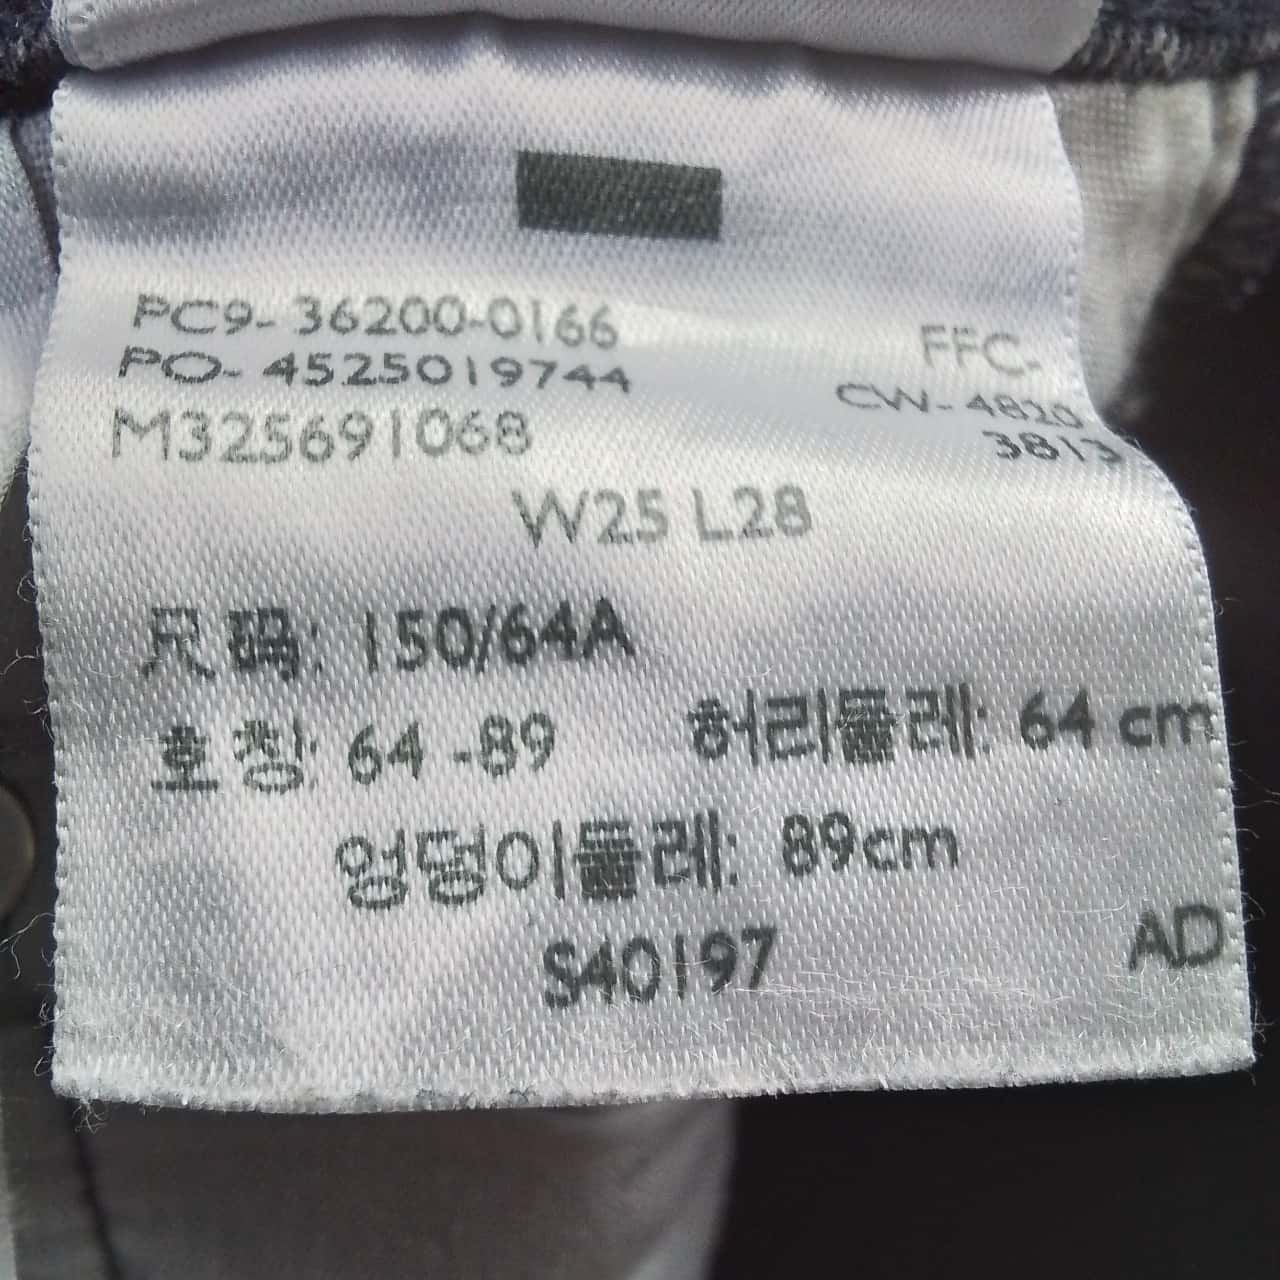 PC9-36200-0166
FFC-
PO-4525019744
CW-4820
M325691068
3813
W25 L28
尺码: 150/64A
호칭: 64-89 허리둘레: 64 cm
엉덩이둘레: 89cm
S40197
AD